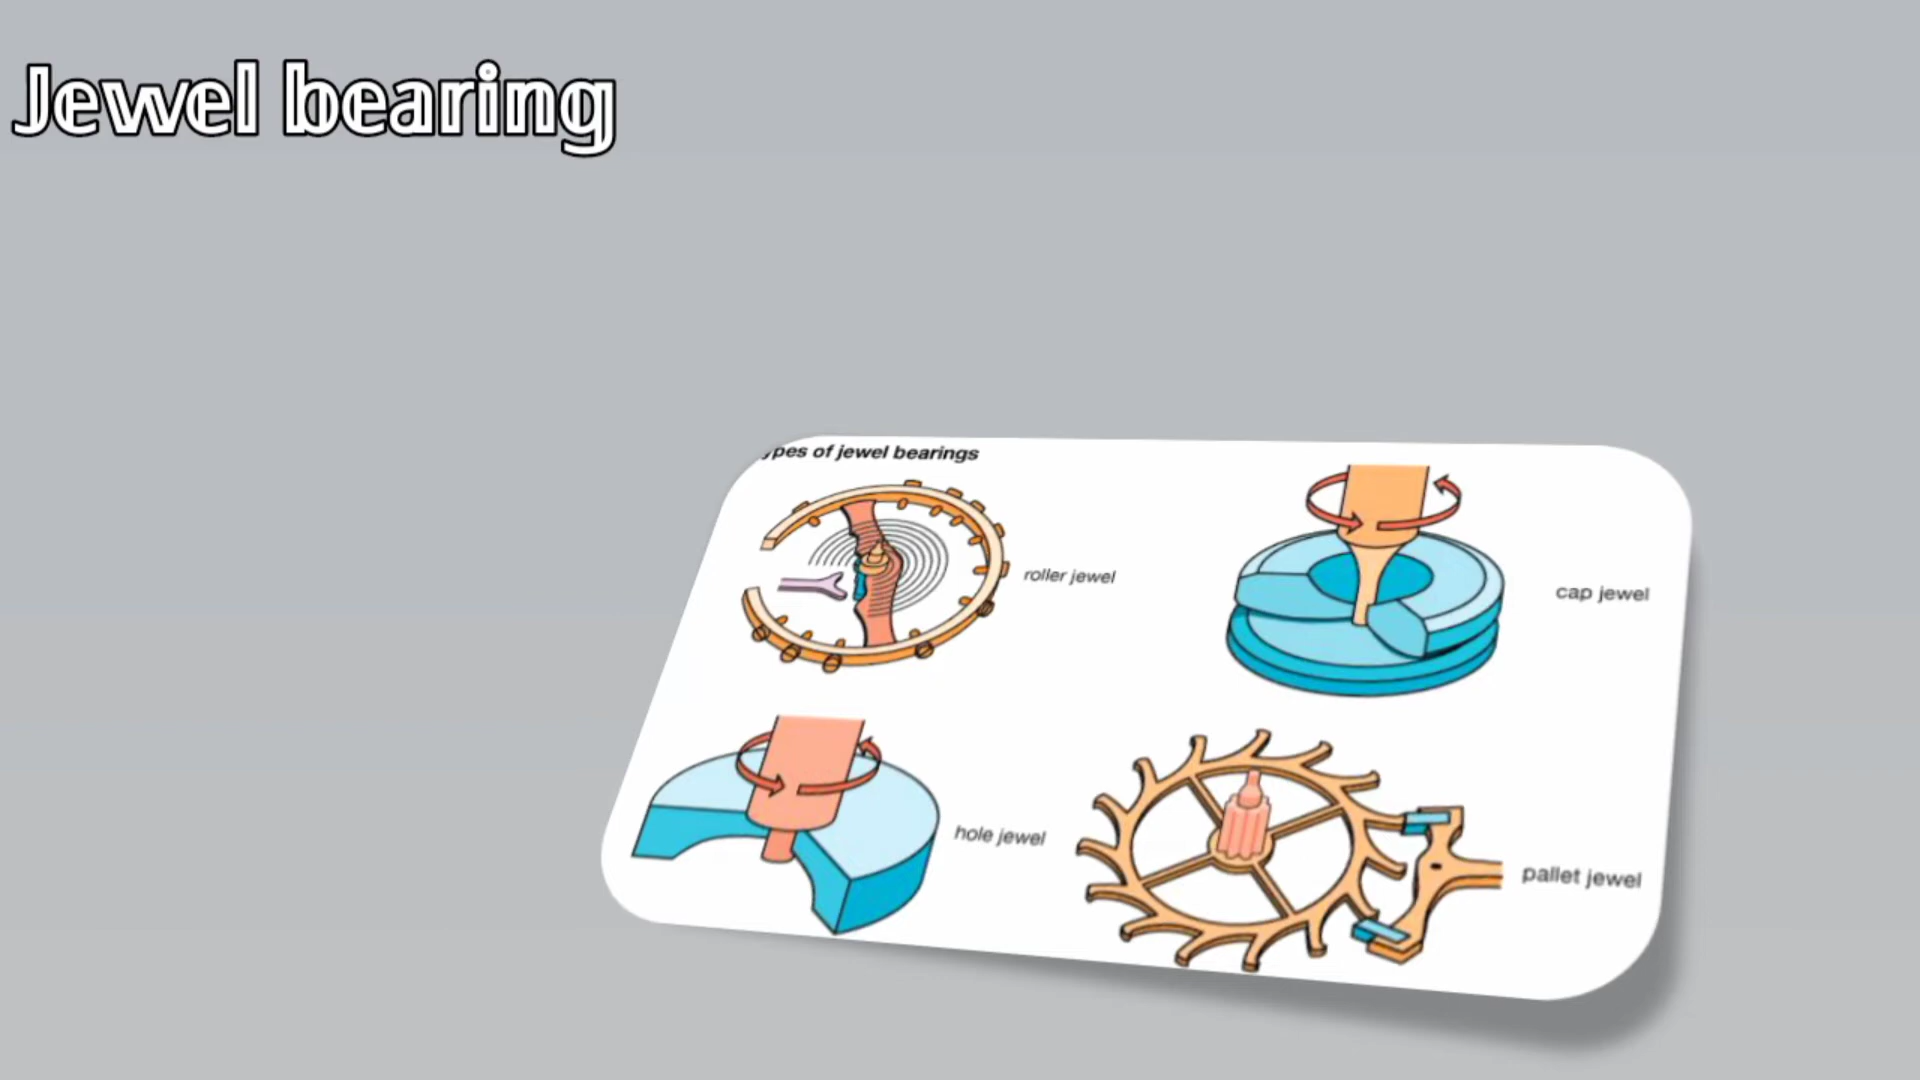 Jewel bearing
ypes of jewel bearings
roller jewel
cap jewel
hole jewel
pallet jewel